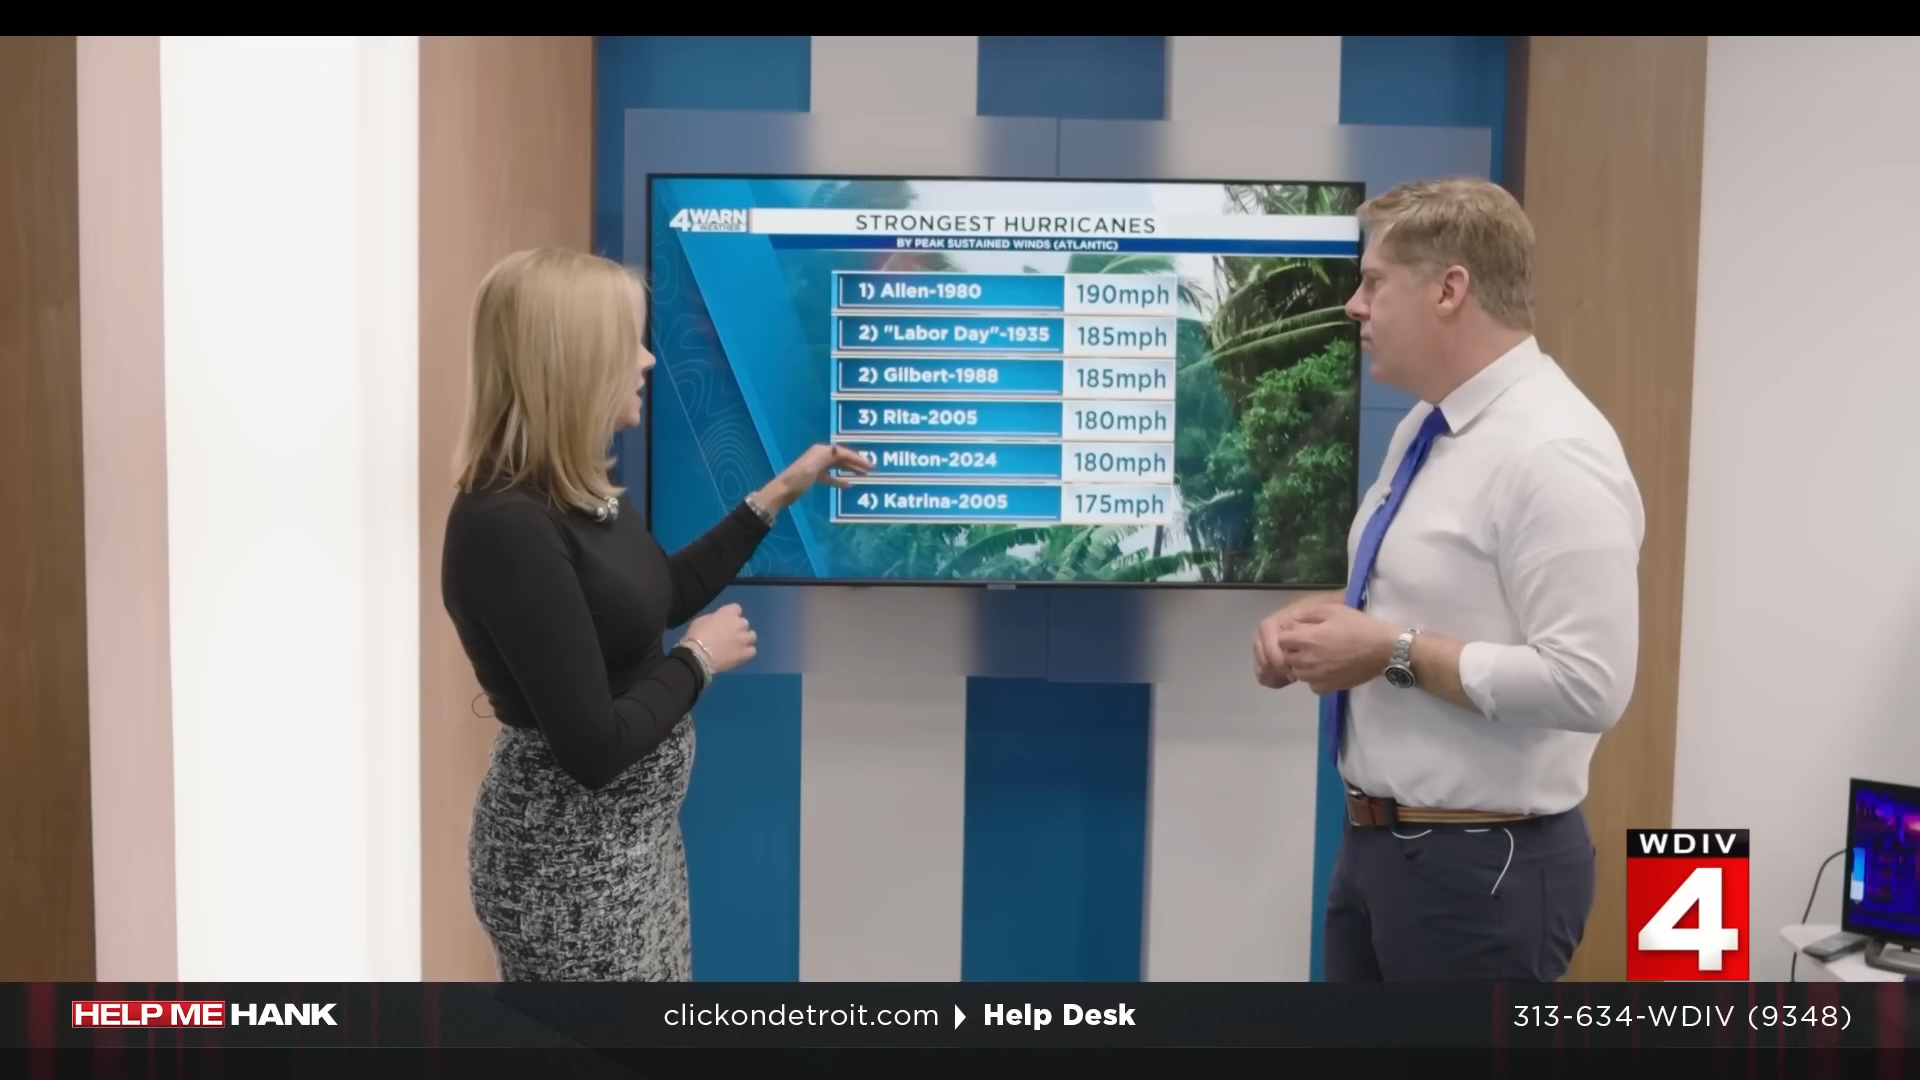 4WARN
WEATHER
STRONGEST HURRICANES
BY PEAK SUSTAINED WINDS (ATLANTIC)
1) Allen-1980 190mph
2) "Labor Day"-1935 185mph
2) Gilbert-1988 185mph
3) Rita-2005 180mph
3) Milton-2024 180mph
4) Katrina-2005 175mph
WDIV
4
HELP ME HANK
clickondetroit.com Help Desk
313-634-WDIV (9348)